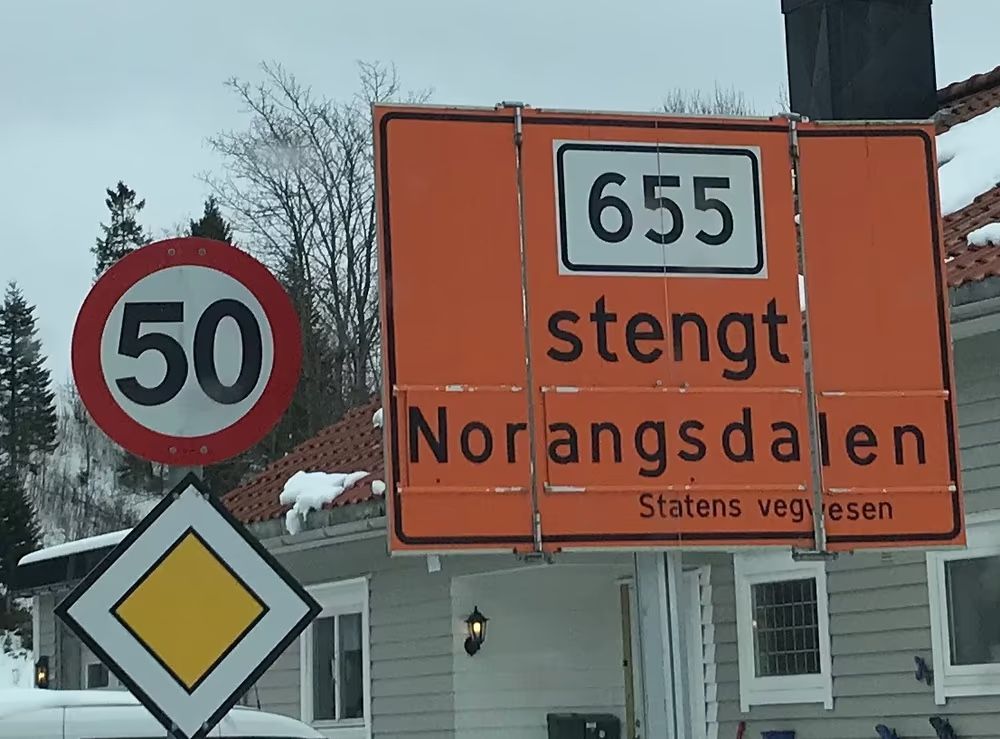 50
655
stengt
Norangsdalen
Statens vegvesen